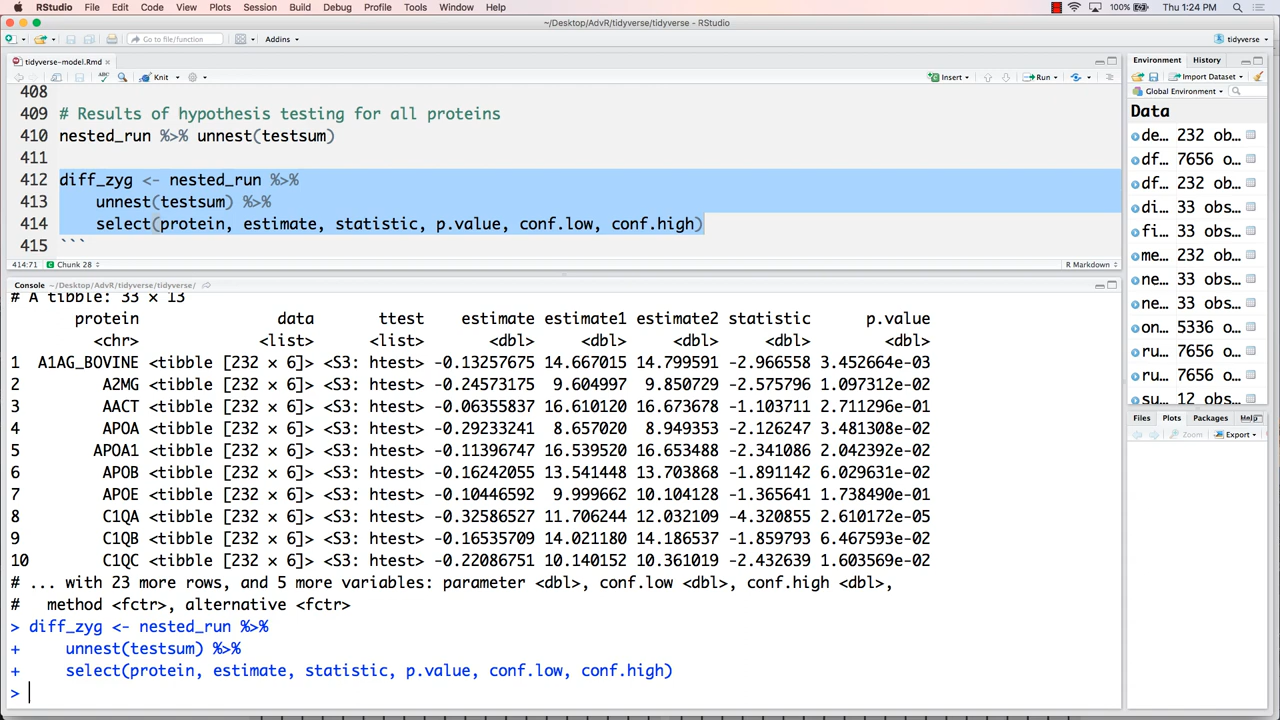 RStudio File Edit Code View Plots Session Build Debug Profile Tools Window Help 100% Thu 1:24 PM
~/Desktop/AdvR/tidyverse/tidyverse - RStudio
Go to file/function Addins tidyverse
tidyverse-model.Rmd
Knit Insert Run
408
409 # Results of hypothesis testing for all proteins
410 nested_run %>% unnest(testsum)
411
412 diff_zyg <- nested_run %>%
413 unnest(testsum) %>%
414 select(protein, estimate, statistic, p.value, conf.low, conf.high)
415 ```
414:71 Chunk 28 R Markdown
Console ~/Desktop/AdvR/tidyverse/tidyverse/
# A tibble: 33 × 13
protein data ttest estimate estimate1 estimate2 statistic p.value
<chr> <list> <list> <dbl> <dbl> <dbl> <dbl> <dbl>
1 A1AG_BOVINE <tibble [232 × 6]> <S3: htest> -0.13257675 14.667015 14.799591 -2.966558 3.452664e-03
2 A2MG <tibble [232 × 6]> <S3: htest> -0.24573175 9.604997 9.850729 -2.575796 1.097312e-02
3 AACT <tibble [232 × 6]> <S3: htest> -0.06355837 16.610120 16.673678 -1.103711 2.711296e-01
4 APOA <tibble [232 × 6]> <S3: htest> -0.29233241 8.657020 8.949353 -2.126247 3.481308e-02
5 APOA1 <tibble [232 × 6]> <S3: htest> -0.11396747 16.539520 16.653488 -2.341086 2.042392e-02
6 APOB <tibble [232 × 6]> <S3: htest> -0.16242055 13.541448 13.703868 -1.891142 6.029631e-02
7 APOE <tibble [232 × 6]> <S3: htest> -0.10446592 9.999662 10.104128 -1.365641 1.738490e-01
8 C1QA <tibble [232 × 6]> <S3: htest> -0.32586527 11.706244 12.032109 -4.320855 2.610172e-05
9 C1QB <tibble [232 × 6]> <S3: htest> -0.16535709 14.021180 14.186537 -1.859793 6.467593e-02
10 C1QC <tibble [232 × 6]> <S3: htest> -0.22086751 10.140152 10.361019 -2.432639 1.603569e-02
# ... with 23 more rows, and 5 more variables: parameter <dbl>, conf.low <dbl>, conf.high <dbl>,
# method <fctr>, alternative <fctr>
> diff_zyg <- nested_run %>%
+ unnest(testsum) %>%
+ select(protein, estimate, statistic, p.value, conf.low, conf.high)
>
Environment History
Import Dataset
Global Environment
Data
de… 232 ob…
df… 7656 o…
df… 232 ob…
di… 33 obs…
fi… 33 obs…
me… 232 ob…
ne… 33 obs…
ne… 33 obs…
on… 5336 o…
ru… 7656 o…
ru… 7656 o…
su… 12 obs…
Files Plots Packages Help
Zoom Export